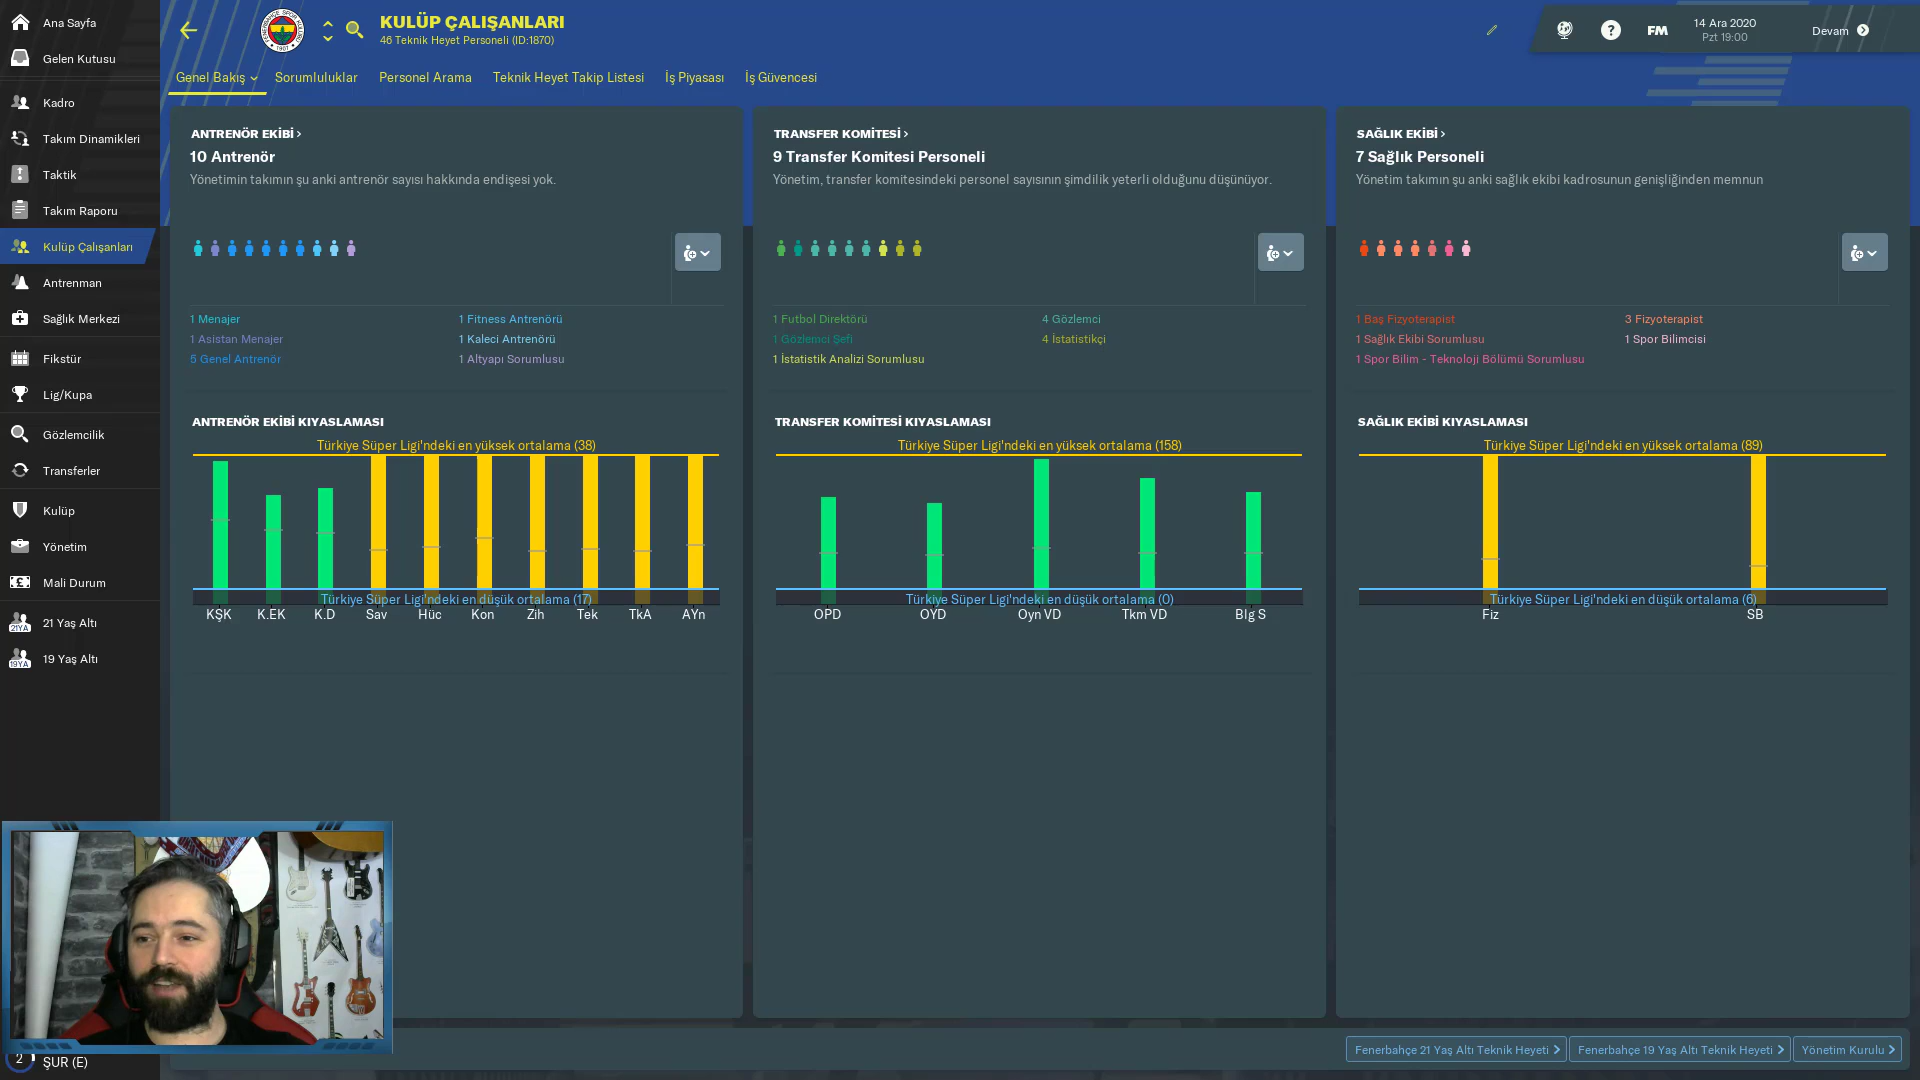 Ana Sayfa
Gelen Kutusu
Kadro
Takım Dinamikleri
Taktik
Takım Raporu
Kulüp Çalışanları
Antrenman
Sağlık Merkezi
Fikstür
Lig/Kupa
Gözlemcilik
Transferler
Kulüp
Yönetim
Mali Durum
21YA
21 Yaş Altı
19YA
19 Yaş Altı
2
ŞUR (E)
KULÜP ÇALIŞANLARI
46 Teknik Heyet Personeli (ID:1870)
?
FM
14 Ara 2020
Pzt 19:00
Devam
Genel Bakış
Sorumluluklar
Personel Arama
Teknik Heyet Takip Listesi
İş Piyasası
İş Güvencesi
ANTRENÖR EKİBİ
10 Antrenör
Yönetimin takımın şu anki antrenör sayısı hakkında endişesi yok.
1 Menajer
1 Asistan Menajer
5 Genel Antrenör
1 Fitness Antrenörü
1 Kaleci Antrenörü
1 Altyapı Sorumlusu
ANTRENÖR EKİBİ KIYASLAMASI
Türkiye Süper Ligi'ndeki en yüksek ortalama (38)
Türkiye Süper Ligi'ndeki en düşük ortalama (17)
KŞK K.EK K.D Sav Hüc Kon Zih Tek TkA AYn
TRANSFER KOMİTESİ
9 Transfer Komitesi Personeli
Yönetim, transfer komitesindeki personel sayısının şimdilik yeterli olduğunu düşünüyor.
1 Futbol Direktörü
1 Gözlemci Şefi
1 İstatistik Analizi Sorumlusu
4 Gözlemci
4 İstatistikçi
TRANSFER KOMİTESİ KIYASLAMASI
Türkiye Süper Ligi'ndeki en yüksek ortalama (158)
Türkiye Süper Ligi'ndeki en düşük ortalama (0)
OPD OYD Oyn VD Tkm VD Blg S
SAĞLIK EKİBİ
7 Sağlık Personeli
Yönetim takımın şu anki sağlık ekibi kadrosunun genişliğinden memnun
1 Baş Fizyoterapist
1 Sağlık Ekibi Sorumlusu
1 Spor Bilim - Teknoloji Bölümü Sorumlusu
3 Fizyoterapist
1 Spor Bilimcisi
SAĞLIK EKİBİ KIYASLAMASI
Türkiye Süper Ligi'ndeki en yüksek ortalama (89)
Türkiye Süper Ligi'ndeki en düşük ortalama (6)
Fiz SB
Fenerbahçe 21 Yaş Altı Teknik Heyeti
Fenerbahçe 19 Yaş Altı Teknik Heyeti
Yönetim Kurulu